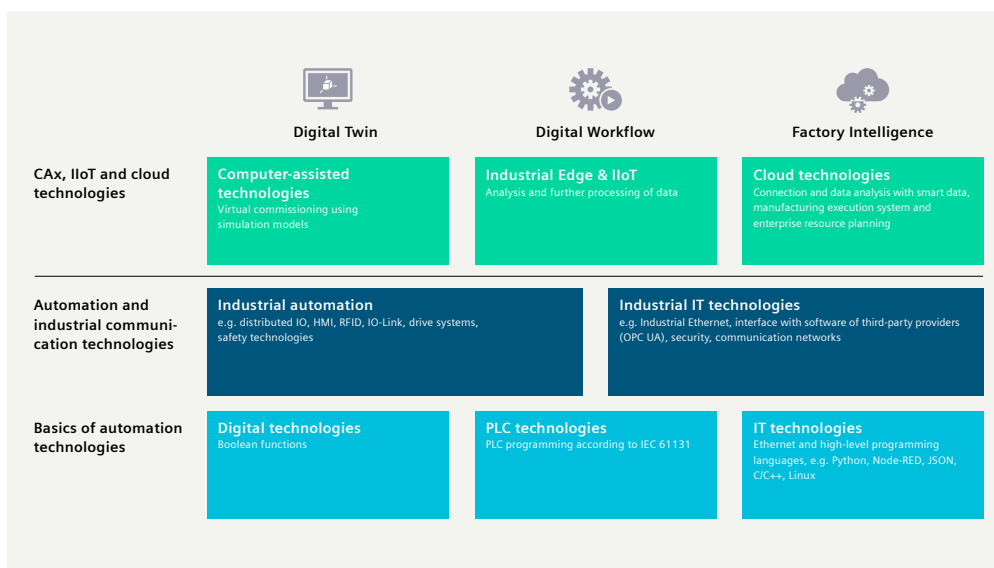 Digital Twin
Digital Workflow
Factory Intelligence
CAx, IIoT and cloud
technologies
Computer-assisted
technologies
Virtual commissioning using
simulation models
Industrial Edge & IIoT
Analysis and further processing of data
Cloud technologies
Connection and data analysis with smart data,
manufacturing execution system and
enterprise resource planning
Automation and
industrial communi-
cation technologies
Industrial automation
e.g. distributed IO, HMI, RFID, IO-Link, drive systems,
safety technologies
Industrial IT technologies
e.g. Industrial Ethernet, interface with software of third-party providers
(OPC UA), security, communication networks
Basics of automation
technologies
Digital technologies
Boolean functions
PLC technologies
PLC programming according to IEC 61131
IT technologies
Ethernet and high-level programming
languages, e.g. Python, Node-RED, JSON,
C/C++, Linux